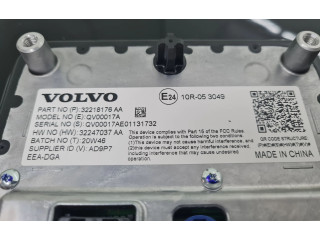 VOLVO
PART NO (P): 32218176 AA
MODEL NO (E): QV00017A
SERIAL NO (S): QV00017AE01131732
HW NO (HW): 32247037 AA
BATCH NO (T): 20W46
SUPPLIER ID (V): AD9P7
EEA-DGA
E24 10R-05 3049
This device complies with Part 15 of the FCC Rules.
Operation is subject to the following two conditions:
(1)this device may not cause harmful interference, and
(2)this device must accept any interference received,
including interference that may cause undesired
operation.
QR CODE STRUCTURE
MADE IN CHINA